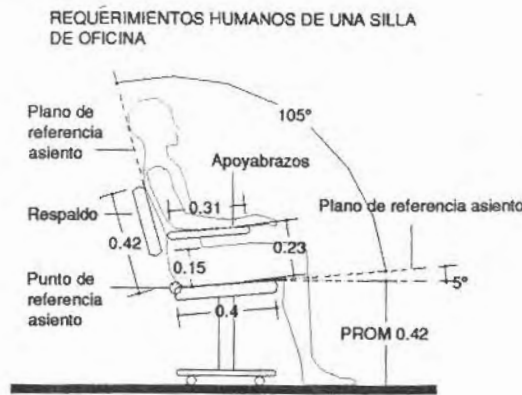 REQUERIMIENTOS HUMANOS DE UNA SILLA
DE OFICINA
Plano de
referencia
asiento
105°
Apoyabrazos
0.31
Plano de referencia asiento
Respaldo
0.42
0.23
0.15
Punto de
referencia
asiento
5°
0.4
PROM 0.42